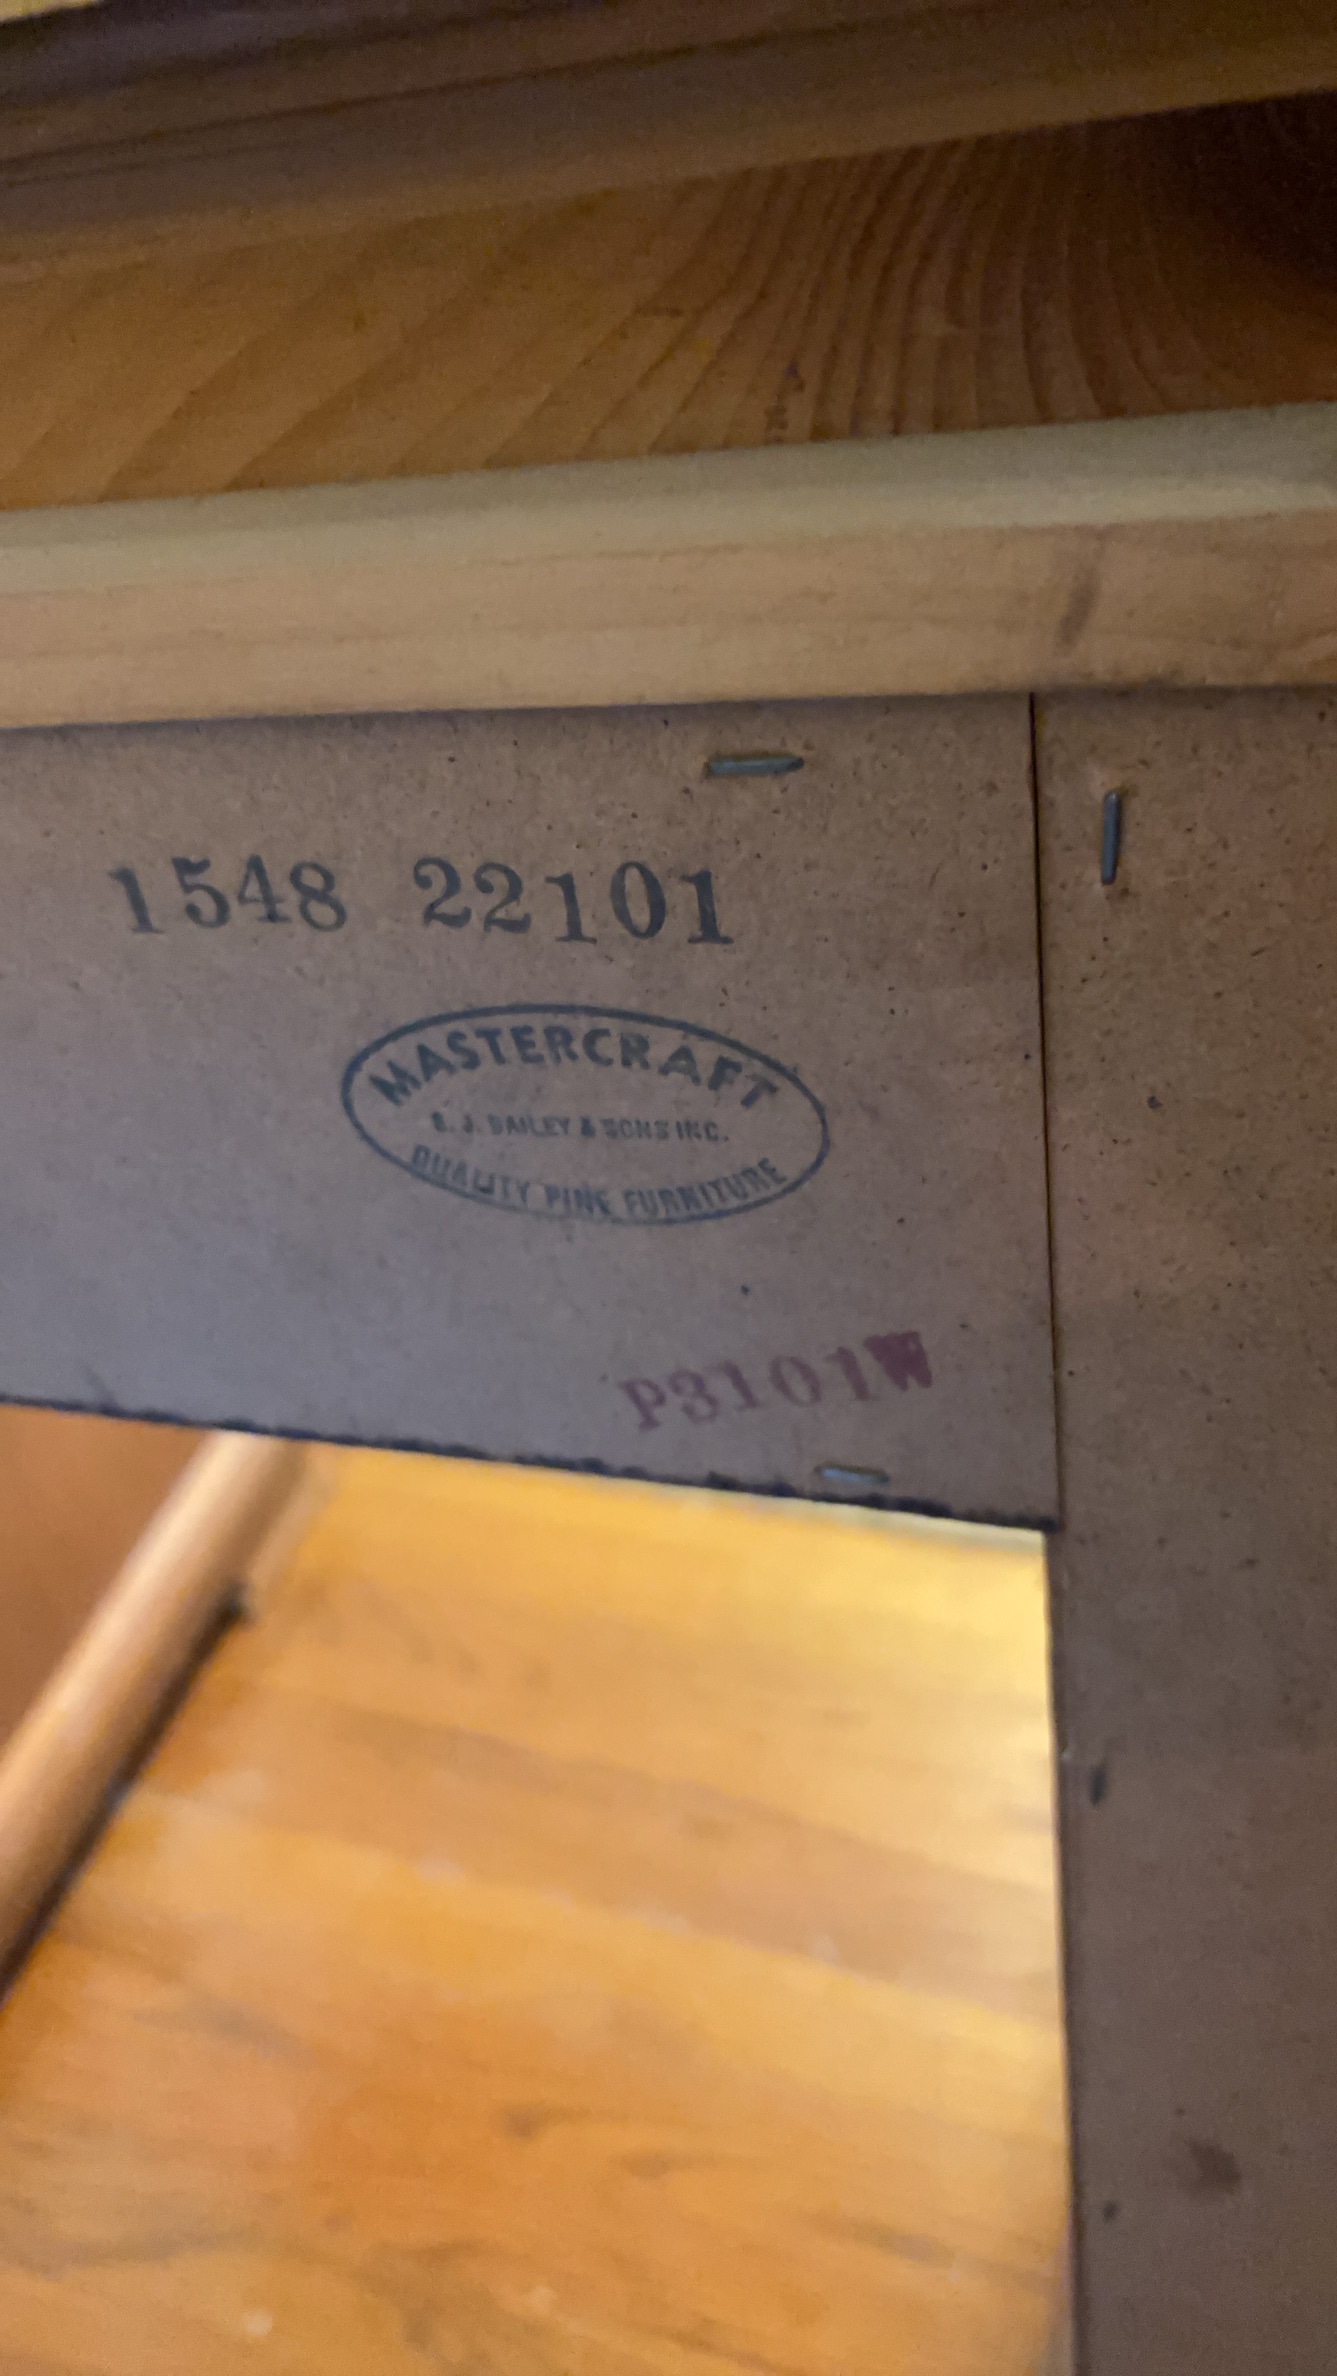 1548 22101
MASTERCRAFT
S. J. BAILEY & SONS INC.
QUALITY PINE FURNITURE
P3101W